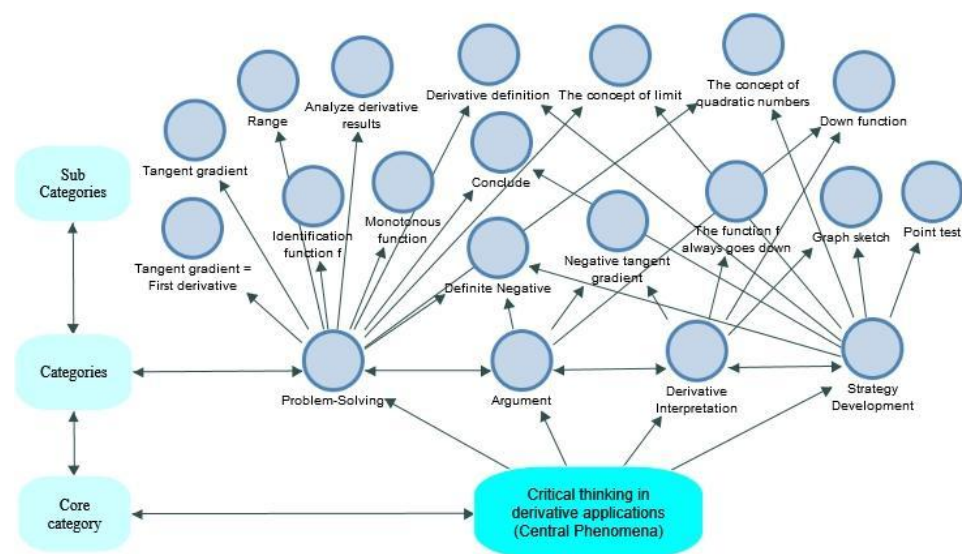 The concept of
quadratic numbers
Derivative definition
The concept of limit
Analyze derivative
results
Range
Down function
Tangent gradient
Sub
Categories
Conclude
Monotonous
function
Identification
function f
The function f
always goes down
Graph sketch
Point test
Negative tangent
gradient
Tangent gradient =
First derivative
Definite Negative
Categories
Problem-Solving
Argument
Derivative
Interpretation
Strategy
Development
Core
category
Critical thinking in
derivative applications
(Central Phenomena)